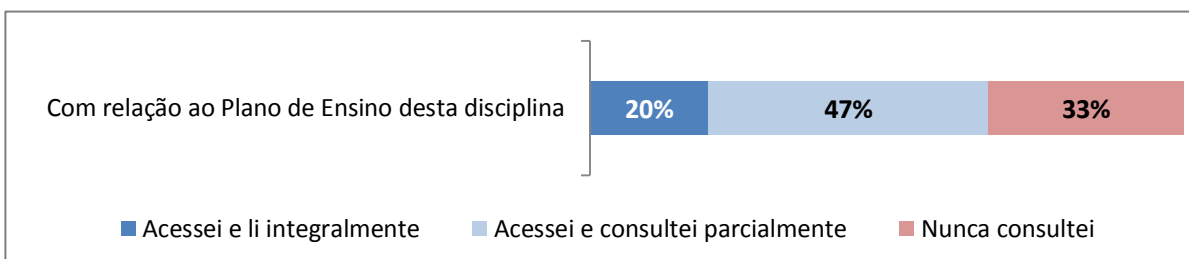 Com relação ao Plano de Ensino desta disciplina 20% 47% 33%
Acessei e li integralmente Acessei e consultei parcialmente Nunca consultei